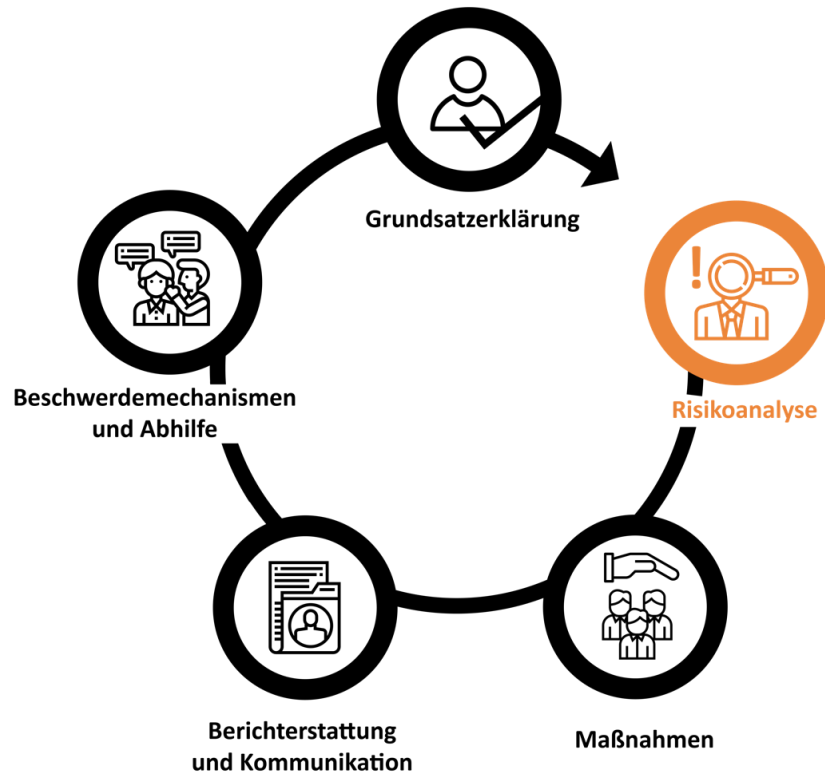 Grundsatzerklärung
Risikoanalyse
Maßnahmen
Berichterstattung
und Kommunikation
Beschwerdemechanismen
und Abhilfe